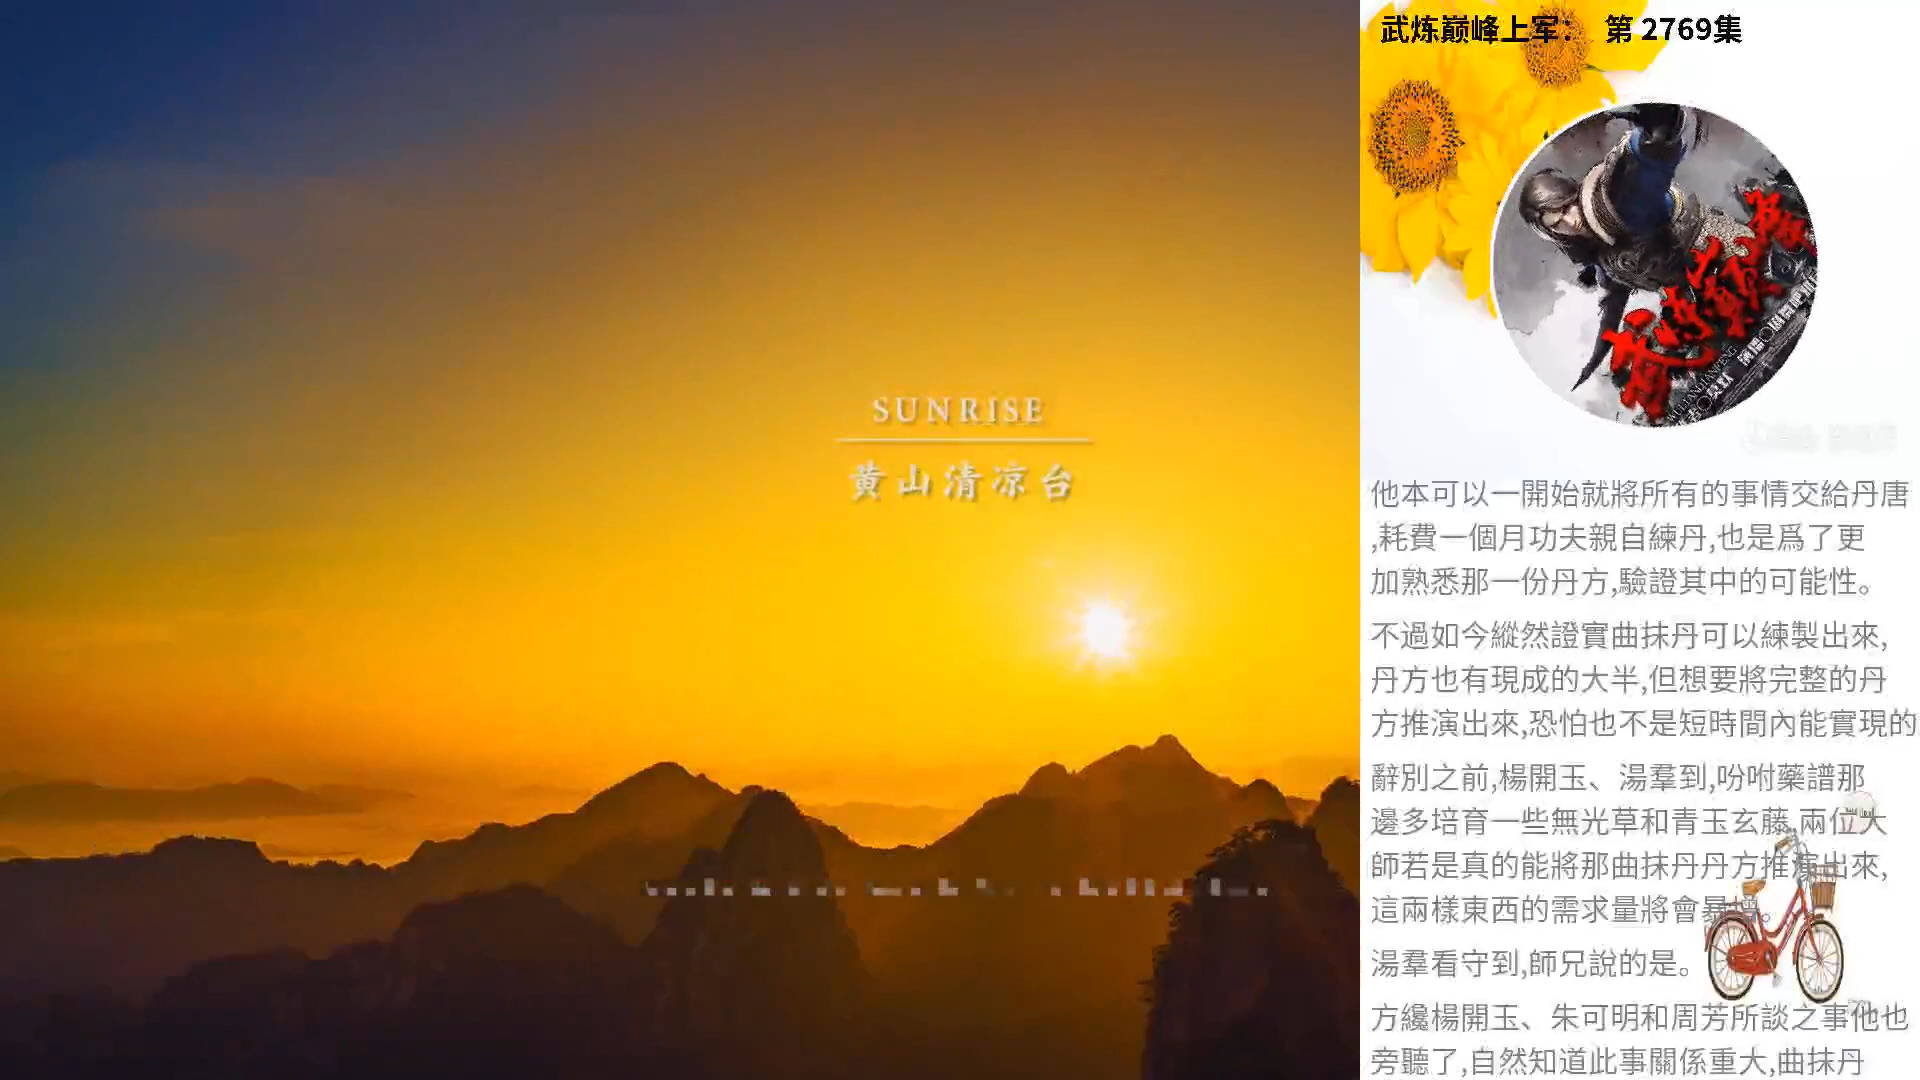 SUNRISE
黄山清凉台
武炼巅峰上军： 第 2769集
他本可以一開始就將所有的事情交給丹唐
,耗費一個月功夫親自練丹,也是爲了更
加熟悉那一份丹方,驗證其中的可能性。
不過如今縱然證實曲抹丹可以練製出來,
丹方也有現成的大半,但想要將完整的丹
方推演出來,恐怕也不是短時間內能實現的
辭別之前,楊開玉、湯羣到,吩咐藥譜那
邊多培育一些無光草和青玉玄藤,兩位大
師若是真的能將那曲抹丹丹方推演出來,
這兩樣東西的需求量將會暴增。
湯羣看守到,師兄說的是。
方纔楊開玉、朱可明和周芳所談之事他也
旁聽了,自然知道此事關係重大,曲抹丹